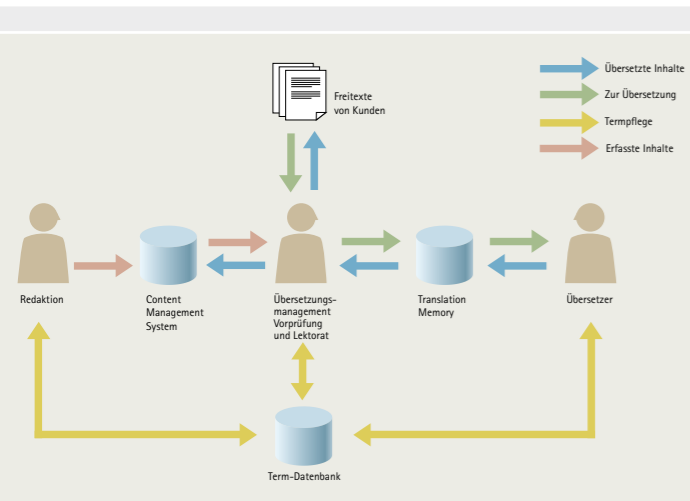 Übersetzte Inhalte
Zur Übersetzung
Termpflege
Erfasste Inhalte
Freitexte
von Kunden
Redaktion
Content
Management
System
Übersetzungs-
management
Vorprüfung
und Lektorat
Translation
Memory
Übersetzer
Term-Datenbank